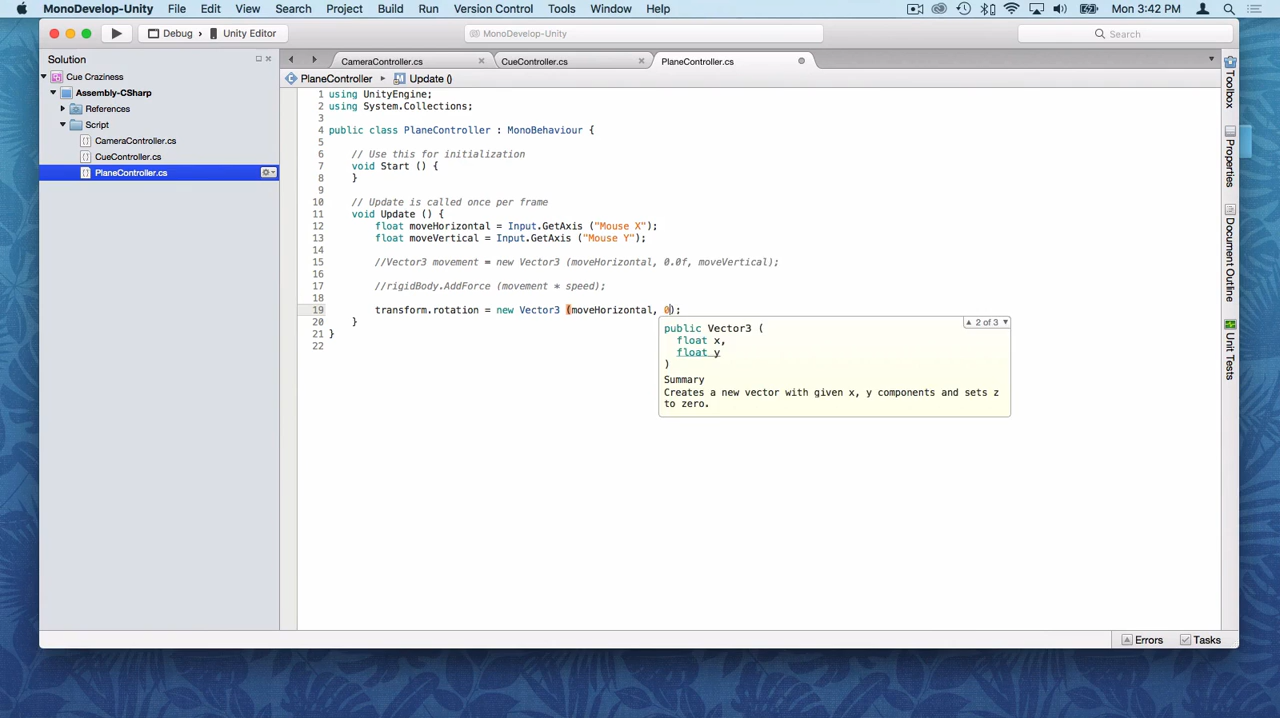 MonoDevelop-Unity File Edit View Search Project Build Run Version Control Tools Window Help Mon 3:42 PM
Debug Unity Editor MonoDevelop-Unity Search
Solution
Cue Craziness
Assembly-CSharp
References
Script
CameraController.cs
CueController.cs
PlaneController.cs
CameraController.cs CueController.cs PlaneController.cs
PlaneController Update ()
1 using UnityEngine;
2 using System.Collections;
3
4 public class PlaneController : MonoBehaviour {
5
6 // Use this for initialization
7 void Start () {
8 }
9
10 // Update is called once per frame
11 void Update () {
12 float moveHorizontal = Input.GetAxis ("Mouse X");
13 float moveVertical = Input.GetAxis ("Mouse Y");
14
15 //Vector3 movement = new Vector3 (moveHorizontal, 0.0f, moveVertical);
16
17 //rigidBody.AddForce (movement * speed);
18
19 transform.rotation = new Vector3 (moveHorizontal, 0);
20 }
21 }
22
public Vector3 (
float x,
float y
)
2 of 3
Summary
Creates a new vector with given x, y components and sets z
to zero.
Toolbox
Properties
Document Outline
Unit Tests
Errors Tasks